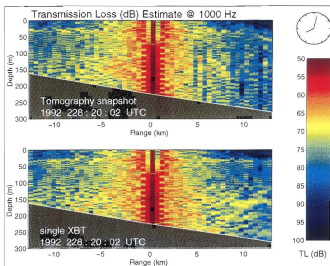 Transmission Loss (dB) Estimate @ 1000 Hz
0
50
100
150
200
250
300
Depth (m)
Tomography snapshot
1992 228 : 20 : 02 UTC
-10 -5 0 5 10
Range (km)
0
50
100
150
200
250
300
Depth (m)
single XBT
1992 228 : 20 : 02 UTC
-10 -5 0 5 10
Range (km)
50
55
60
65
70
75
80
85
90
95
100
TL (dB)